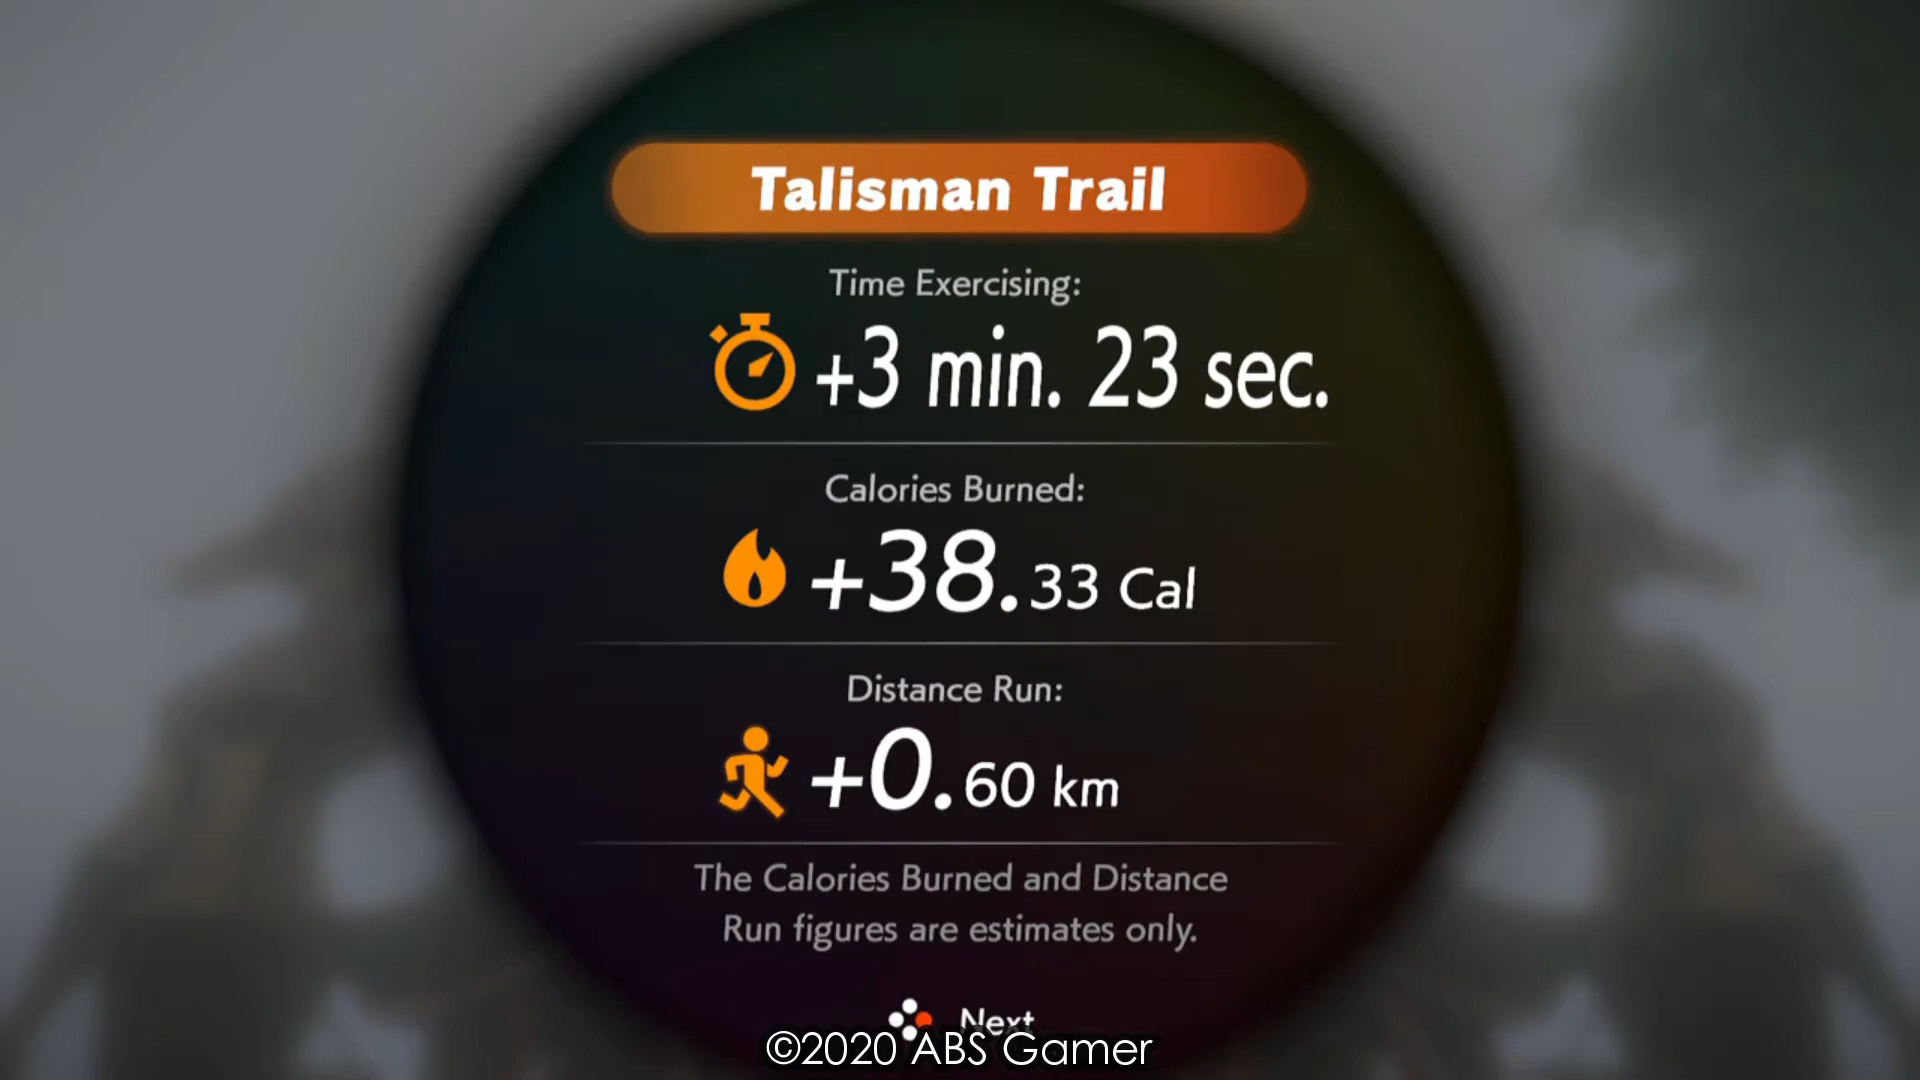 Talisman Trail
Time Exercising:
+3 min. 23 sec.
Calories Burned:
+38.33 Cal
Distance Run:
+0.60 km
The Calories Burned and Distance
Run figures are estimates only.
Next
©2020 ABS Gamer